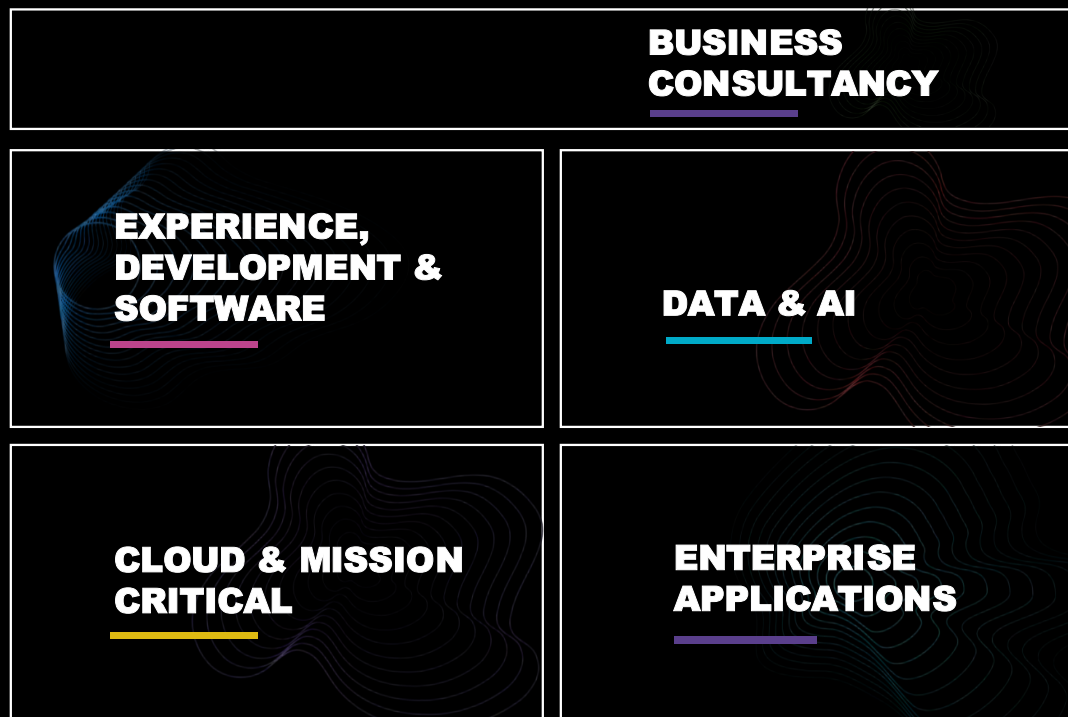 BUSINESS
CONSULTANCY
EXPERIENCE,
DEVELOPMENT &
SOFTWARE
DATA & AI
CLOUD & MISSION
CRITICAL
ENTERPRISE
APPLICATIONS